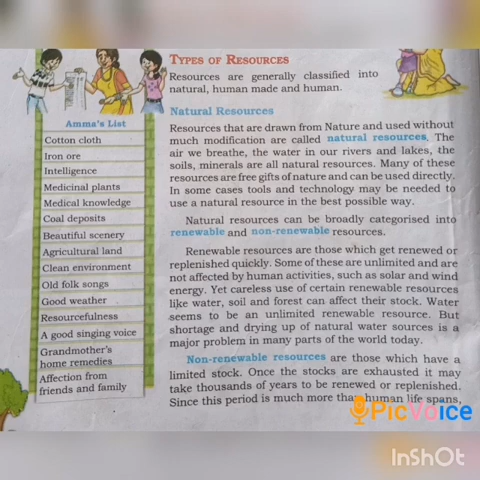 TYPES OF RESOURCES
Resources are generally classified into
natural, human made and human.
Natural Resources
Resources that are drawn from Nature and used without
much modification are called natural resources. The
air we breathe, the water in our rivers and lakes, the
soils, minerals are all natural resources. Many of these
resources are free gifts of nature and can be used directly.
In some cases tools and technology may be needed to
use a natural resource in the best possible way.
Natural resources can be broadly categorised into
renewable and non-renewable resources.
Renewable resources are those which get renewed or
replenished quickly. Some of these are unlimited and are
not affected by human activities, such as solar and wind
energy. Yet careless use of certain renewable resources
like water, soil and forest can affect their stock. Water
seems to be an unlimited renewable resource. But
shortage and drying up of natural water sources is a
major problem in many parts of the world today.
Non-renewable resources are those which have a
limited stock. Once the stocks are exhausted it may
take thousands of years to be renewed or replenished.
Since this period is much more than human life spans,
Amma's List
Cotton cloth
Iron ore
Intelligence
Medicinal plants
Medical knowledge
Coal deposits
Beautiful scenery
Agricultural land
Clean environment
Old folk songs
Good weather
Resourcefulness
A good singing voice
Grandmother's
home remedies
Affection from
friends and family
PicVoice
InShOt